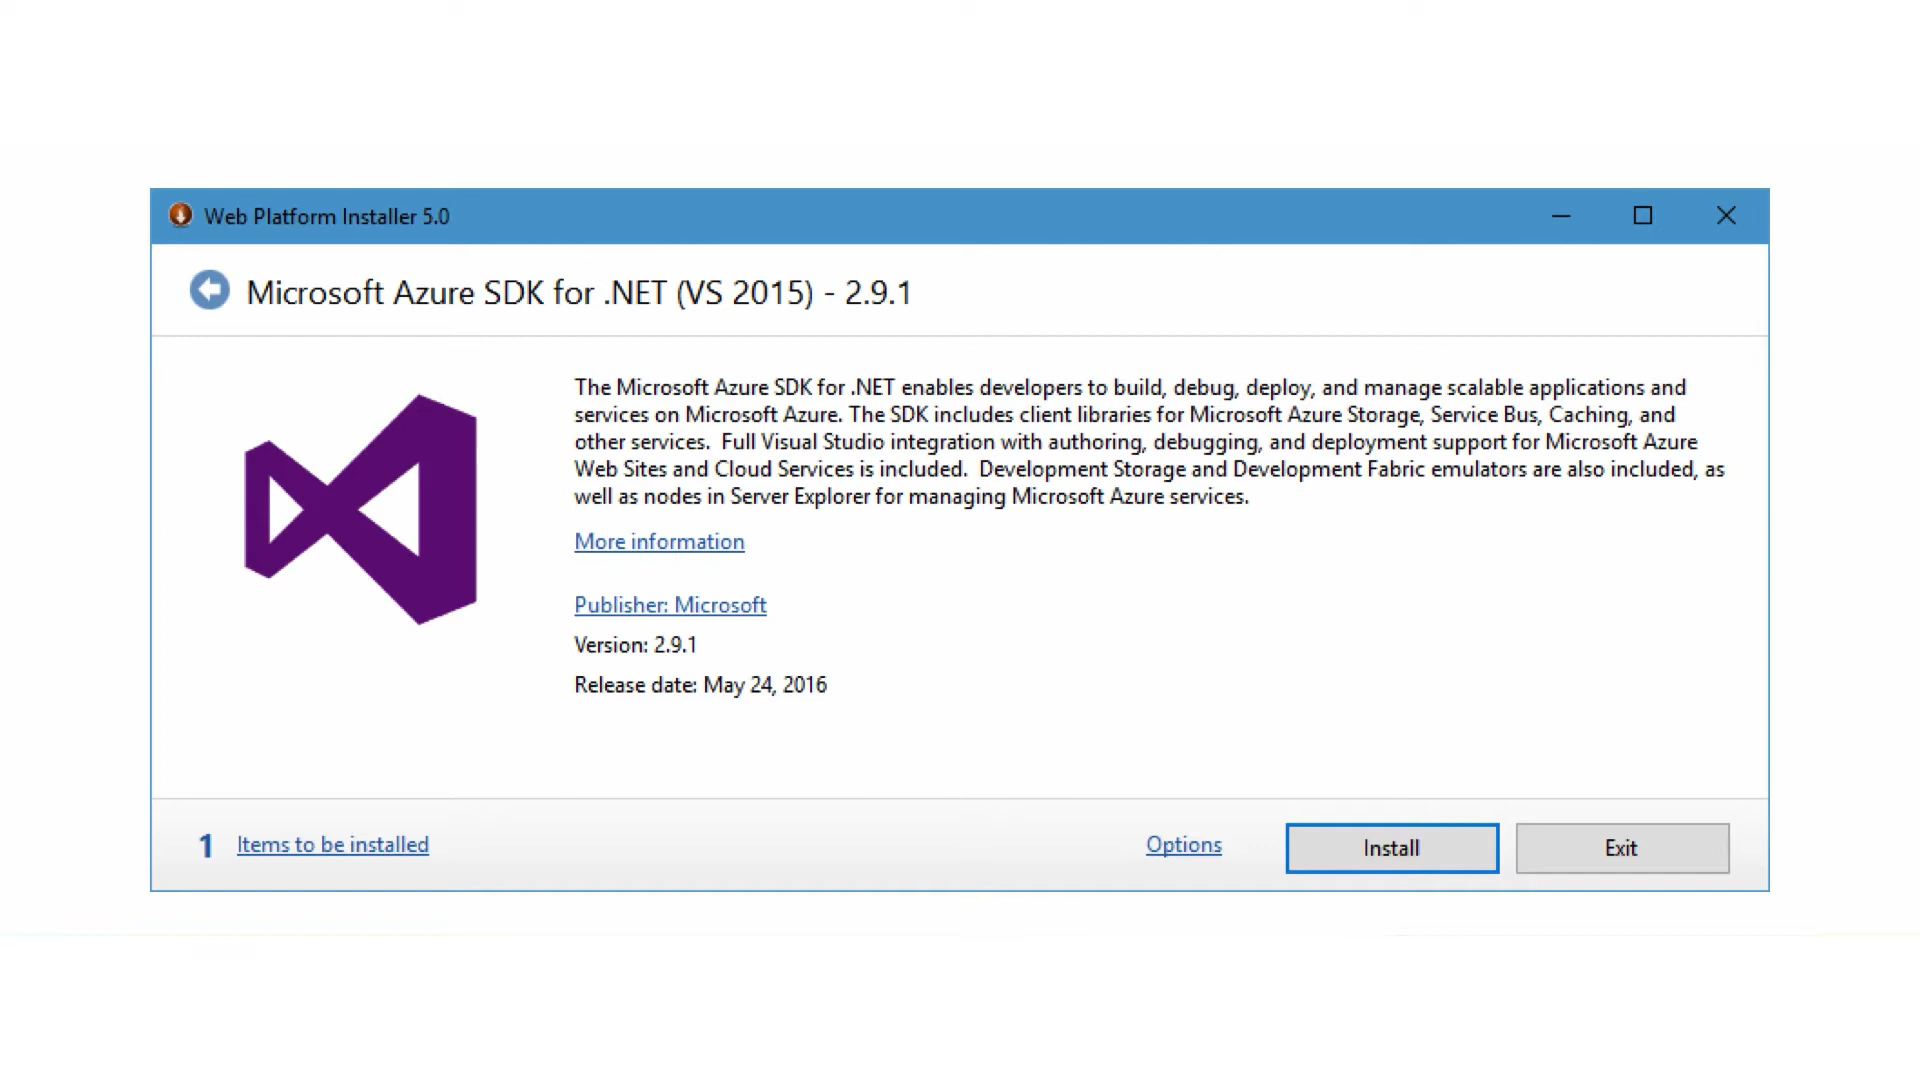 Web Platform Installer 5.0
Microsoft Azure SDK for .NET (VS 2015) - 2.9.1
The Microsoft Azure SDK for .NET enables developers to build, debug, deploy, and manage scalable applications and
services on Microsoft Azure. The SDK includes client libraries for Microsoft Azure Storage, Service Bus, Caching, and
other services.  Full Visual Studio integration with authoring, debugging, and deployment support for Microsoft Azure
Web Sites and Cloud Services is included.  Development Storage and Development Fabric emulators are also included, as
well as nodes in Server Explorer for managing Microsoft Azure services.
More information
Publisher: Microsoft
Version: 2.9.1
Release date: May 24, 2016
1 Items to be installed Options Install Exit